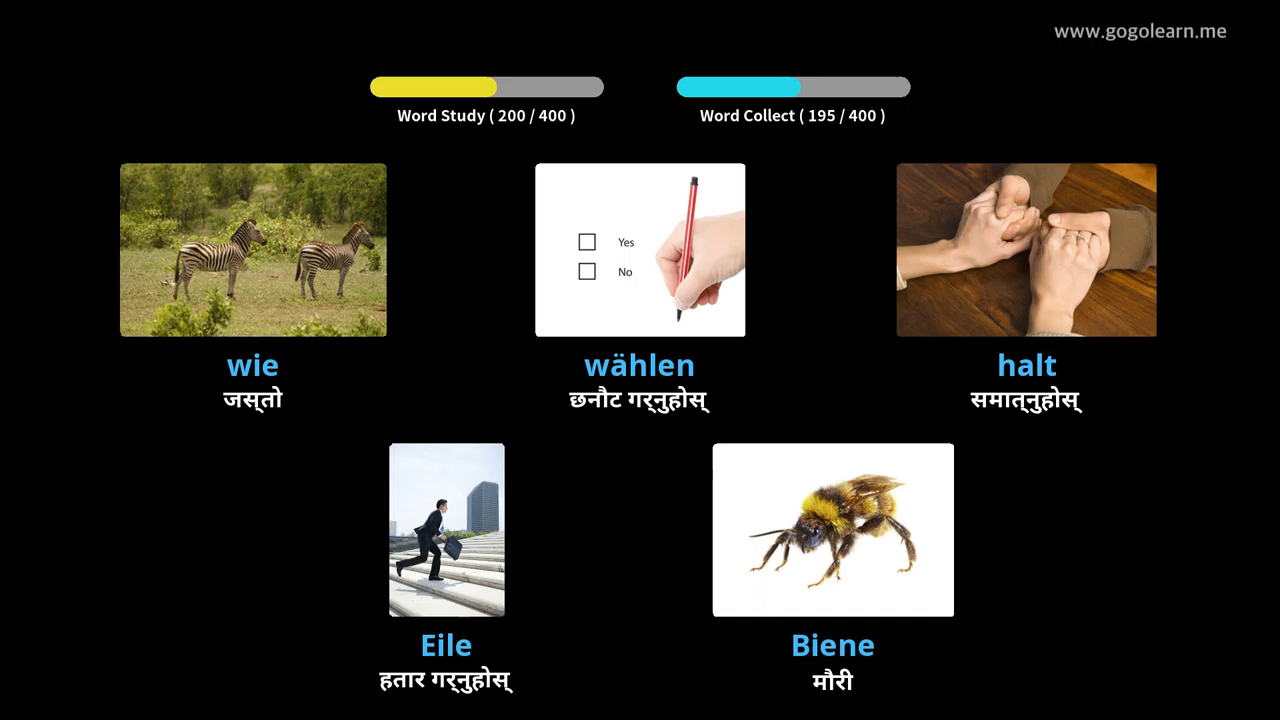 www.gogolearn.me
Word Study ( 200 / 400 )
Word Collect ( 195 / 400 )
Yes
No
wie
जस्तो
wählen
छनौट गर्नुहोस्
halt
समात्नुहोस्
Eile
हतार गर्नुहोस्
Biene
मौरी